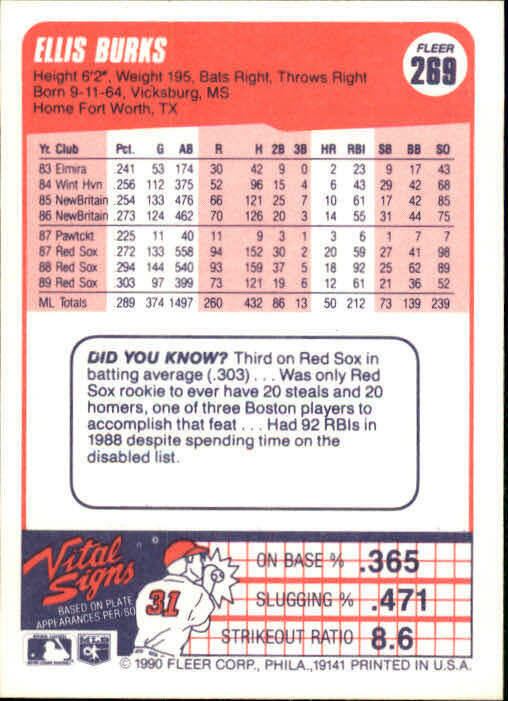 ELLIS BURKS
FLEER
269
Height 6'2", Weight 195, Bats Right, Throws Right
Born 9-11-64, Vicksburg, MS
Home Fort Worth, TX
Yr. Club Pct. G AB R H 2B 3B HR RBI SB BB SO
83 Elmira .241 53 174 30 42 9 0 2 23 9 17 43
84 Wint Hvn .256 112 375 52 96 15 4 6 43 29 42 68
85 NewBritain .254 133 476 66 121 25 7 10 61 17 42 85
86 NewBritain .273 124 462 70 126 20 3 14 55 31 44 75
87 Pawtckt .225 11 40 11 9 3 1 3 6 1 7 7
87 Red Sox .272 133 558 94 152 30 2 20 59 27 41 98
88 Red Sox .294 144 540 93 159 37 5 18 92 25 62 89
89 Red Sox .303 97 399 73 121 19 6 12 61 21 36 52
ML Totals .289 374 1497 260 432 86 13 50 212 73 139 239
DID YOU KNOW? Third on Red Sox in
batting average (.303) . . . Was only Red
Sox rookie to ever have 20 steals and 20
homers, one of three Boston players to
accomplish that feat . . . Had 92 RBIs in
1988 despite spending time on the
disabled list.
Vital
Signs
BASED ON PLATE
APPEARANCES PER/SO
31
ON BASE % .365
SLUGGING % .471
STRIKEOUT RATIO 8.6
© 1990 FLEER CORP., PHILA., 19141 PRINTED IN U.S.A.